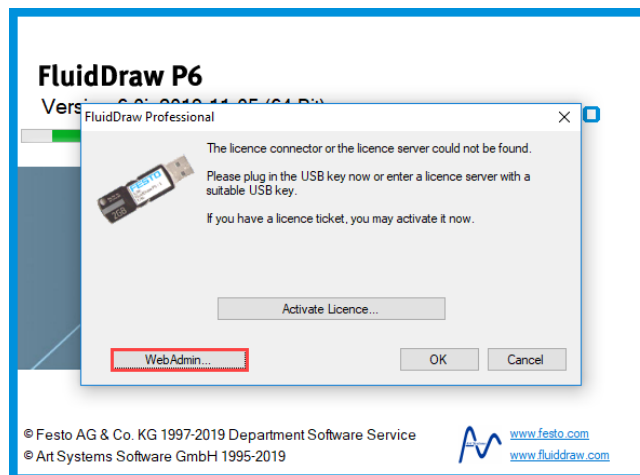 FluidDraw P6
FluidDraw Professional
The licence connector or the licence server could not be found.
Please plug in the USB key now or enter a licence server with a
suitable USB key.
If you have a licence ticket, you may activate it now.
FESTO
2GB
Activate Licence...
WebAdmin...
OK
Cancel
© Festo AG & Co. KG 1997-2019 Department Software Service
www.festo.com
© Art Systems Software GmbH 1995-2019
www.fluiddraw.com